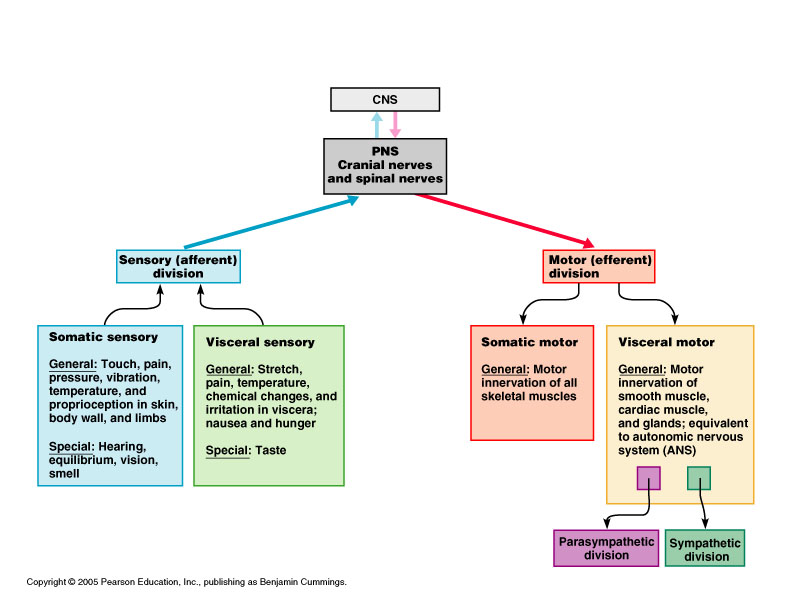 CNS
PNS
Cranial nerves
and spinal nerves
Sensory (afferent)
division
Motor (efferent)
division
Somatic sensory
General: Touch, pain,
pressure, vibration,
temperature, and
proprioception in skin,
body wall, and limbs
Special: Hearing,
equilibrium, vision,
smell
Visceral sensory
General: Stretch,
pain, temperature,
chemical changes, and
irritation in viscera;
nausea and hunger
Special: Taste
Somatic motor
General: Motor
innervation of all
skeletal muscles
Visceral motor
General: Motor
innervation of
smooth muscle,
cardiac muscle,
and glands; equivalent
to autonomic nervous
system (ANS)
Parasympathetic
division
Sympathetic
division
Copyright © 2005 Pearson Education, Inc., publishing as Benjamin Cummings.